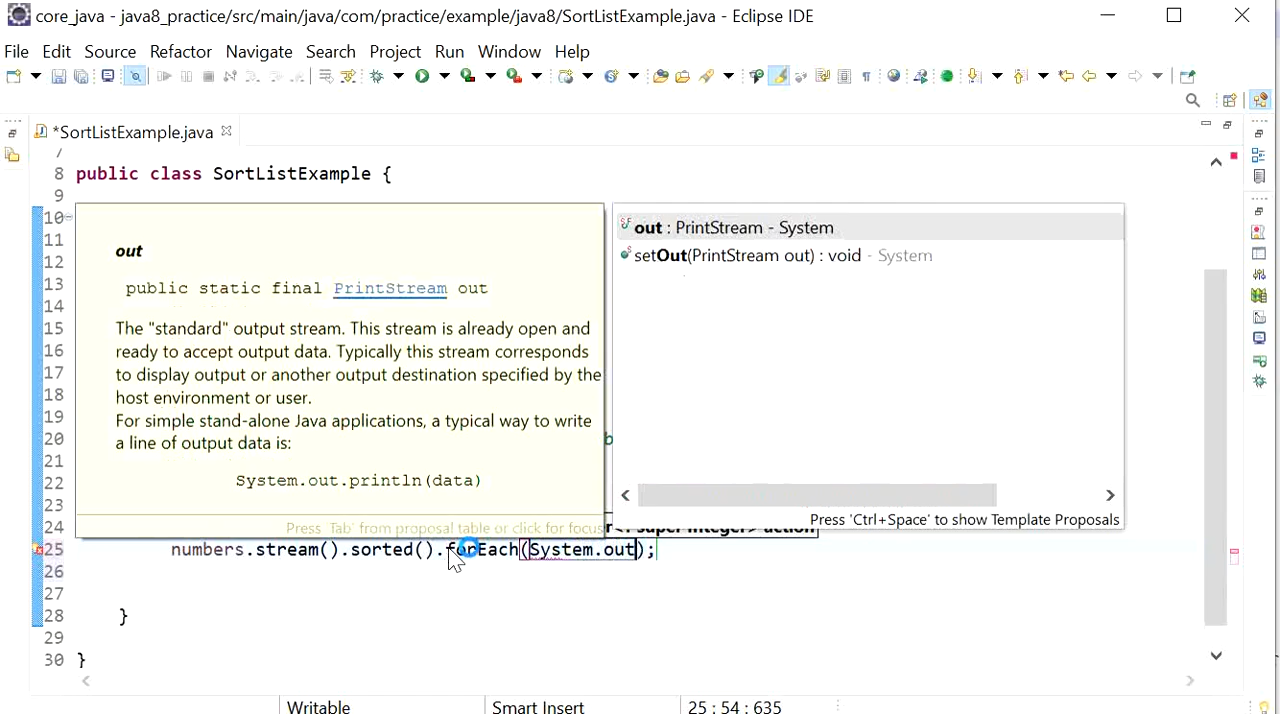 core_java - java8_practice/src/main/java/com/practice/example/java8/SortListExample.java - Eclipse IDE
File Edit Source Refactor Navigate Search Project Run Window Help
*SortListExample.java
7
8 public class SortListExample {
9
10
11
12
13
14
15
16
17
18
19
20
21
22
23
24
25 numbers.stream().sorted().forEach(System.out);
26
27
28 }
29
30 }
out
public static final PrintStream out
The "standard" output stream. This stream is already open and
ready to accept output data. Typically this stream corresponds
to display output or another output destination specified by the
host environment or user.
For simple stand-alone Java applications, a typical way to write
a line of output data is:
System.out.println(data)
Press 'Tab' from proposal table or click for focus
out : PrintStream - System
setOut(PrintStream out) : void - System
Press 'Ctrl+Space' to show Template Proposals
super Integer> action
Writable Smart Insert 25 : 54 : 635